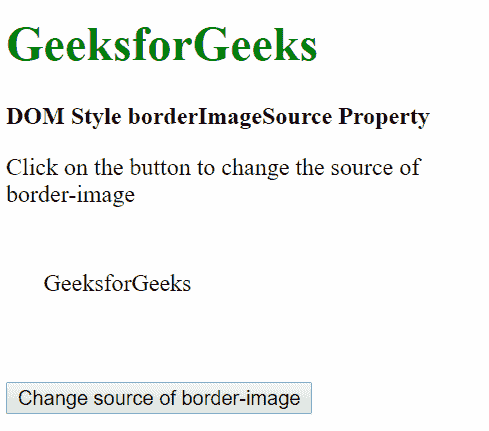 GeeksforGeeks
DOM Style borderImageSource Property
Click on the button to change the source of
border-image
GeeksforGeeks
Change source of border-image